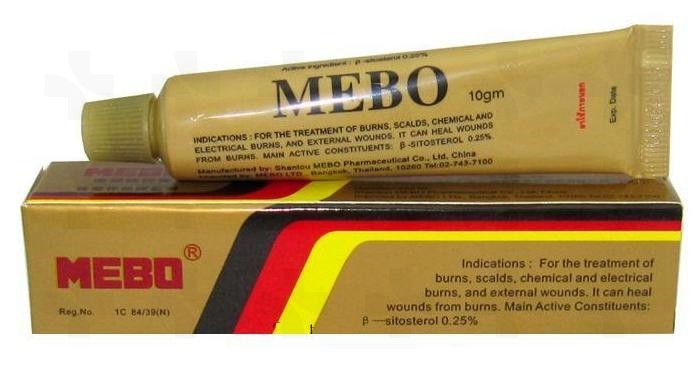 Active Ingredient : β -sitosterol 0.25%
MEBO
10gm
INDICATIONS : FOR THE TREATMENT OF BURNS, SCALDS, CHEMICAL AND
ELECTRICAL BURNS, AND EXTERNAL WOUNDS. IT CAN HEAL WOUNDS
FROM BURNS. MAIN ACTIVE CONSTITUENTS: β -SITOSTEROL 0.25%.
Manufactured by: Shantou MEBO Pharmaceutical Co., Ltd, China
Imported by: MEBO LTD., Bangkok, Thailand, 10260 Tel:02-743-7100
Exp. Date
MEBO
MEBO®
Reg.No. 1C 84/39(N)
Indications : For the treatment of
burns, scalds, chemical and electrical
burns, and external wounds. It can heal
wounds from burns. Main Active Constituents:
β —sitosterol 0.25%